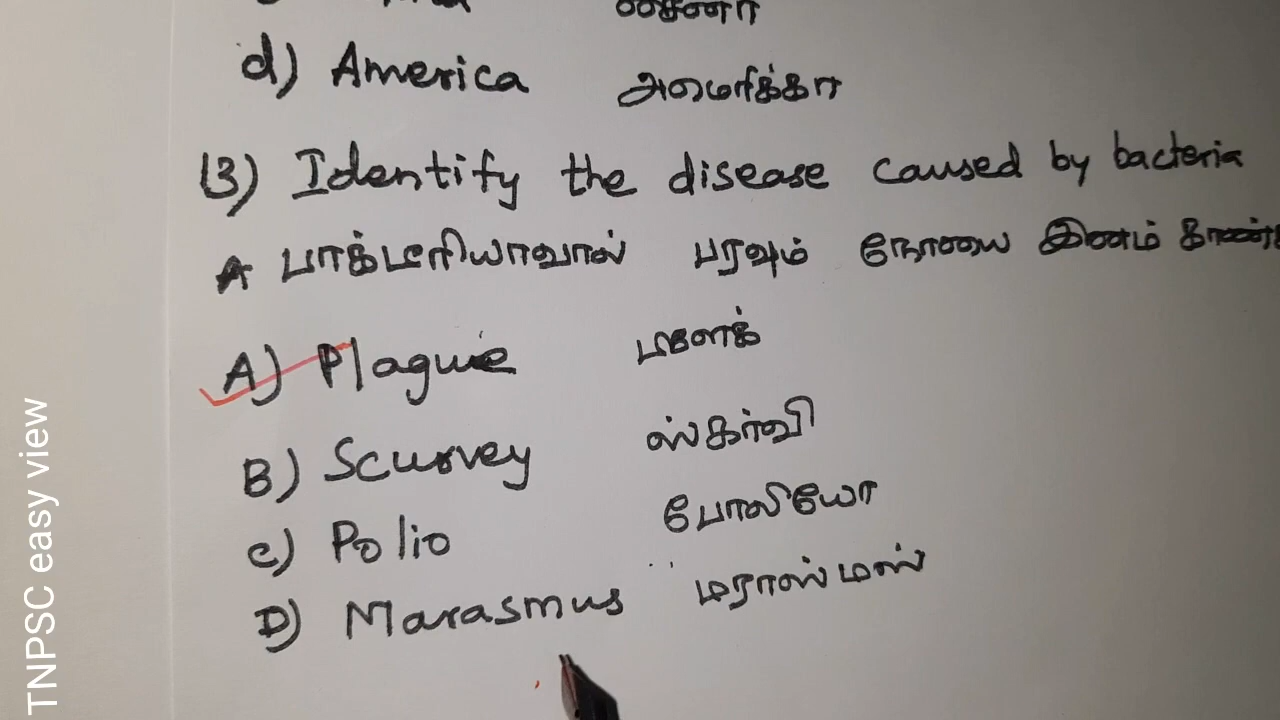 d) America அமெரிக்கா
(3) Identify the disease caused by bacteria
பாக்டீரியாவால் பரவும் நோயை இனம்
A) Plague பிளேக்
B) Scurvey ஸ்கர்வி
c) Polio போலியோ
D) Marasmus மராஸ்மஸ்
TNPSC easy view